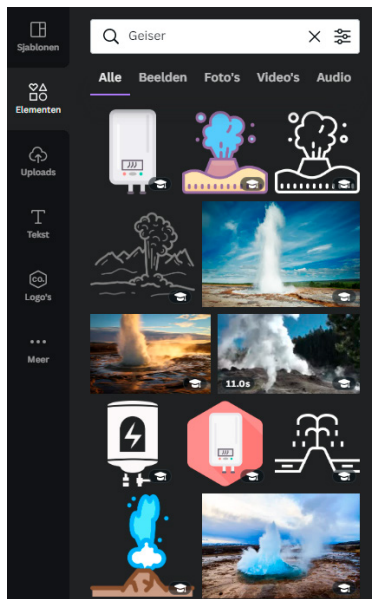 Sjablonen
Elementen
Uploads
Tekst
CO.
Logo's
Meer
Geiser
Alle Beelden Foto's Video's Audio
11.0s